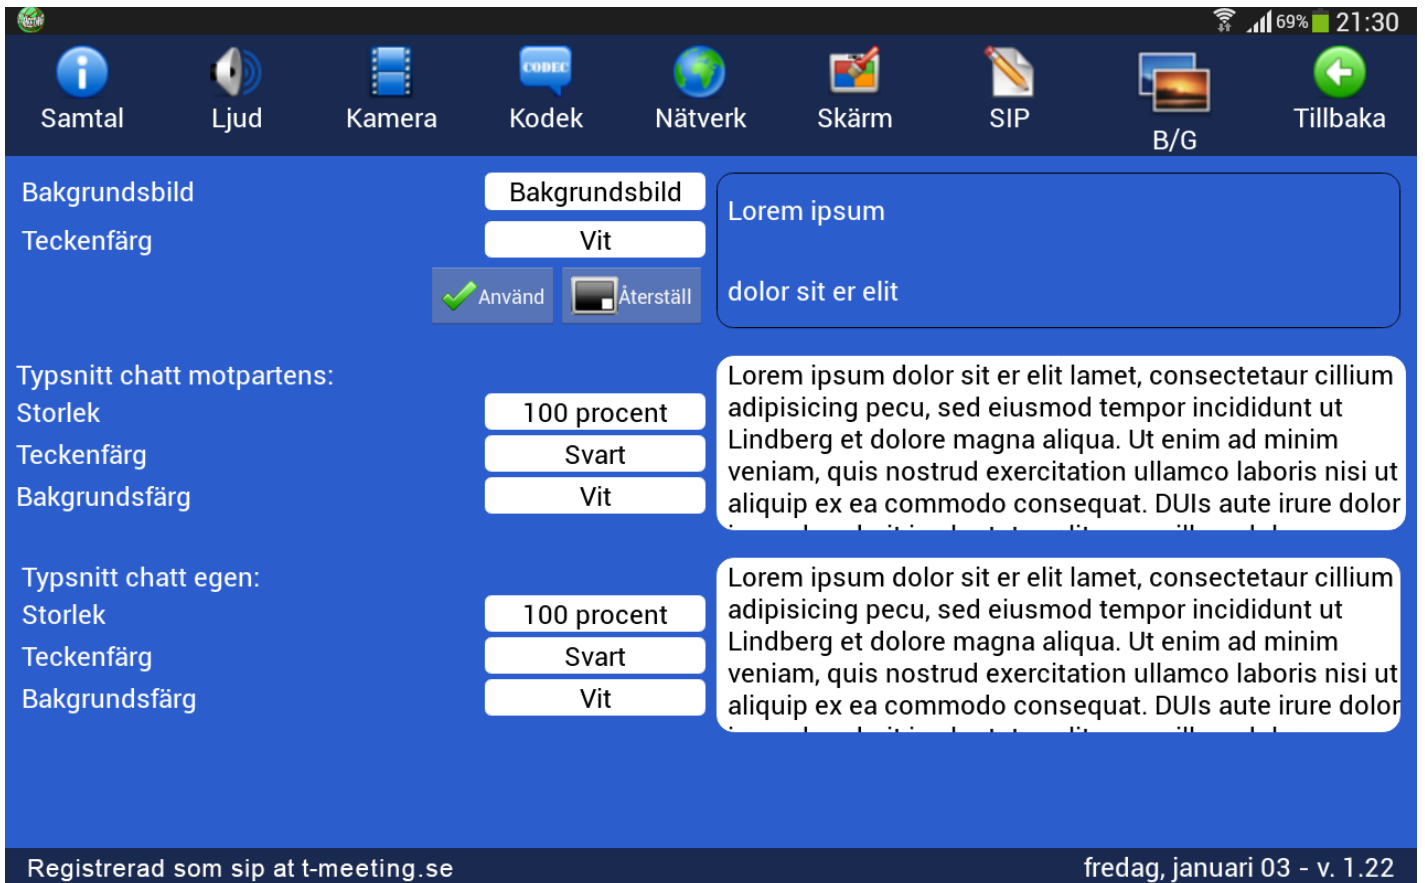 69% 21:30
Samtal Ljud Kamera Kodek Nätverk Skärm SIP B/G Tillbaka
CODEC
Bakgrundsbild Bakgrundsbild
Teckenfärg Vit
Använd Återställ
Lorem ipsum
dolor sit er elit
Typsnitt chatt motpartens:
Storlek 100 procent
Teckenfärg Svart
Bakgrundsfärg Vit
Lorem ipsum dolor sit er elit lamet, consectetaur cillium
adipisicing pecu, sed eiusmod tempor incididunt ut
Lindberg et dolore magna aliqua. Ut enim ad minim
veniam, quis nostrud exercitation ullamco laboris nisi ut
aliquip ex ea commodo consequat. DUIs aute irure dolor
Typsnitt chatt egen:
Storlek 100 procent
Teckenfärg Svart
Bakgrundsfärg Vit
Lorem ipsum dolor sit er elit lamet, consectetaur cillium
adipisicing pecu, sed eiusmod tempor incididunt ut
Lindberg et dolore magna aliqua. Ut enim ad minim
veniam, quis nostrud exercitation ullamco laboris nisi ut
aliquip ex ea commodo consequat. DUIs aute irure dolor
Registrerad som sip at t-meeting.se
fredag, januari 03 - v. 1.22